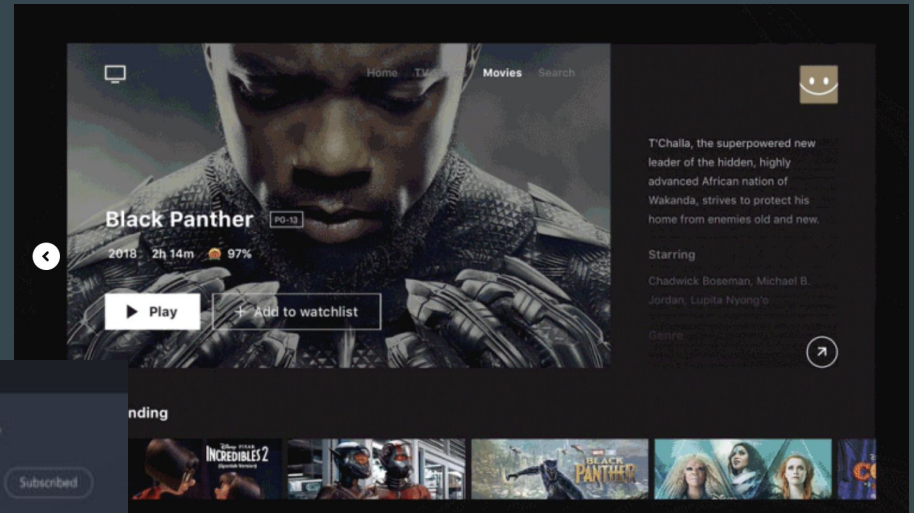 Home TV Movies Search
Black Panther PG-13
2018 2h 14m 97%
Play + Add to watchlist
T'Challa, the superpowered new
leader of the hidden, highly
advanced African nation of
Wakanda, strives to protect his
home from enemies old and new.
Starring
Chadwick Boseman, Michael B.
Jordan, Lupita Nyong'o
Genre
nding
Disney PIXAR
INCREDIBLES 2
(Spanish Version)
BLACK
PANTHER
Subscribed